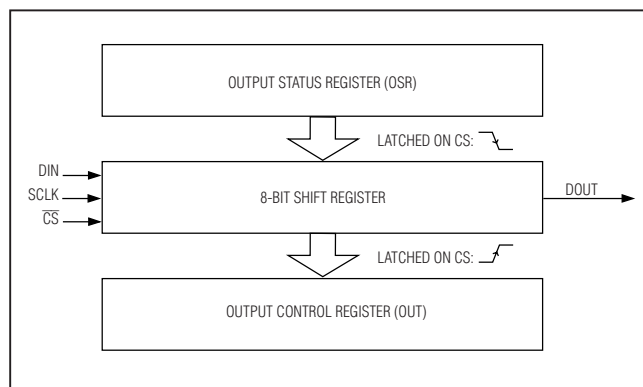 OUTPUT STATUS REGISTER (OSR)
LATCHED ON CS:
DIN
SCLK
CS
8-BIT SHIFT REGISTER
DOUT
LATCHED ON CS:
OUTPUT CONTROL REGISTER (OUT)